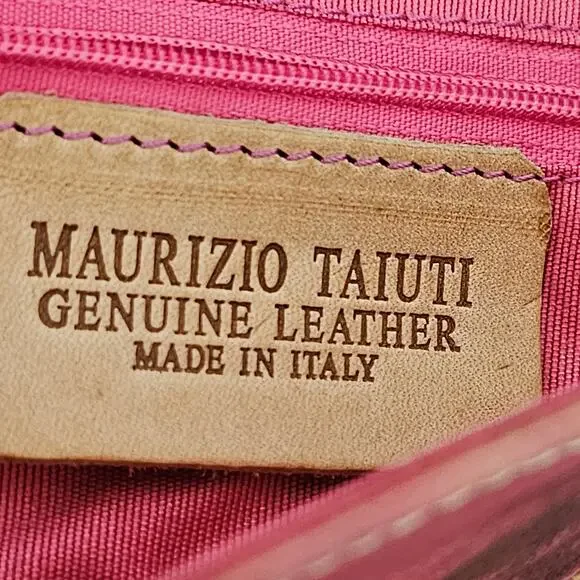 MAURIZIO TAIUTI
GENUINE LEATHER
MADE IN ITALY